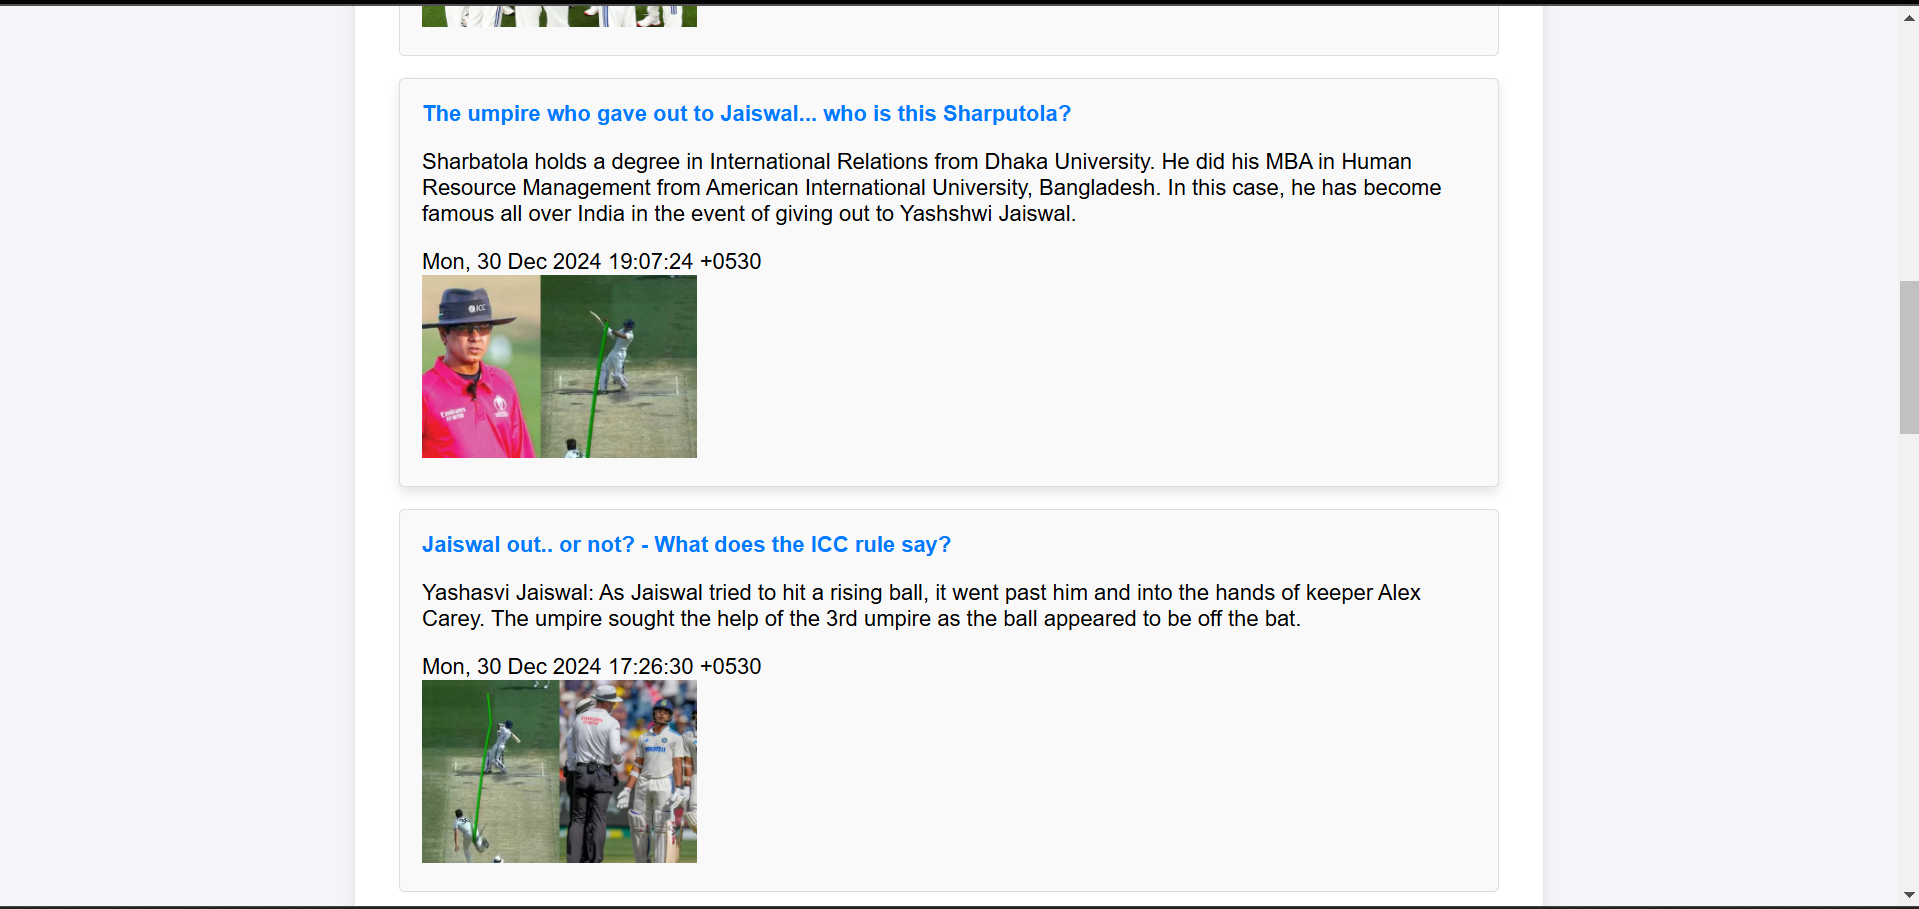 The umpire who gave out to Jaiswal... who is this Sharputola?
Sharbatola holds a degree in International Relations from Dhaka University. He did his MBA in Human
Resource Management from American International University, Bangladesh. In this case, he has become
famous all over India in the event of giving out to Yashshwi Jaiswal.
Mon, 30 Dec 2024 19:07:24 +0530
ICC
Emirates
Jaiswal out.. or not? - What does the ICC rule say?
Yashasvi Jaiswal: As Jaiswal tried to hit a rising ball, it went past him and into the hands of keeper Alex
Carey. The umpire sought the help of the 3rd umpire as the ball appeared to be off the bat.
Mon, 30 Dec 2024 17:26:30 +0530